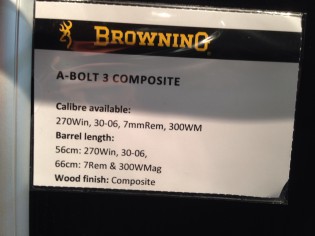 BROWNING
A-BOLT 3 COMPOSITE
Calibre available:
270Win, 30-06, 7mmRem, 300WM
Barrel length:
56cm: 270Win, 30-06,
66cm: 7Rem & 300WMag
Wood finish: Composite